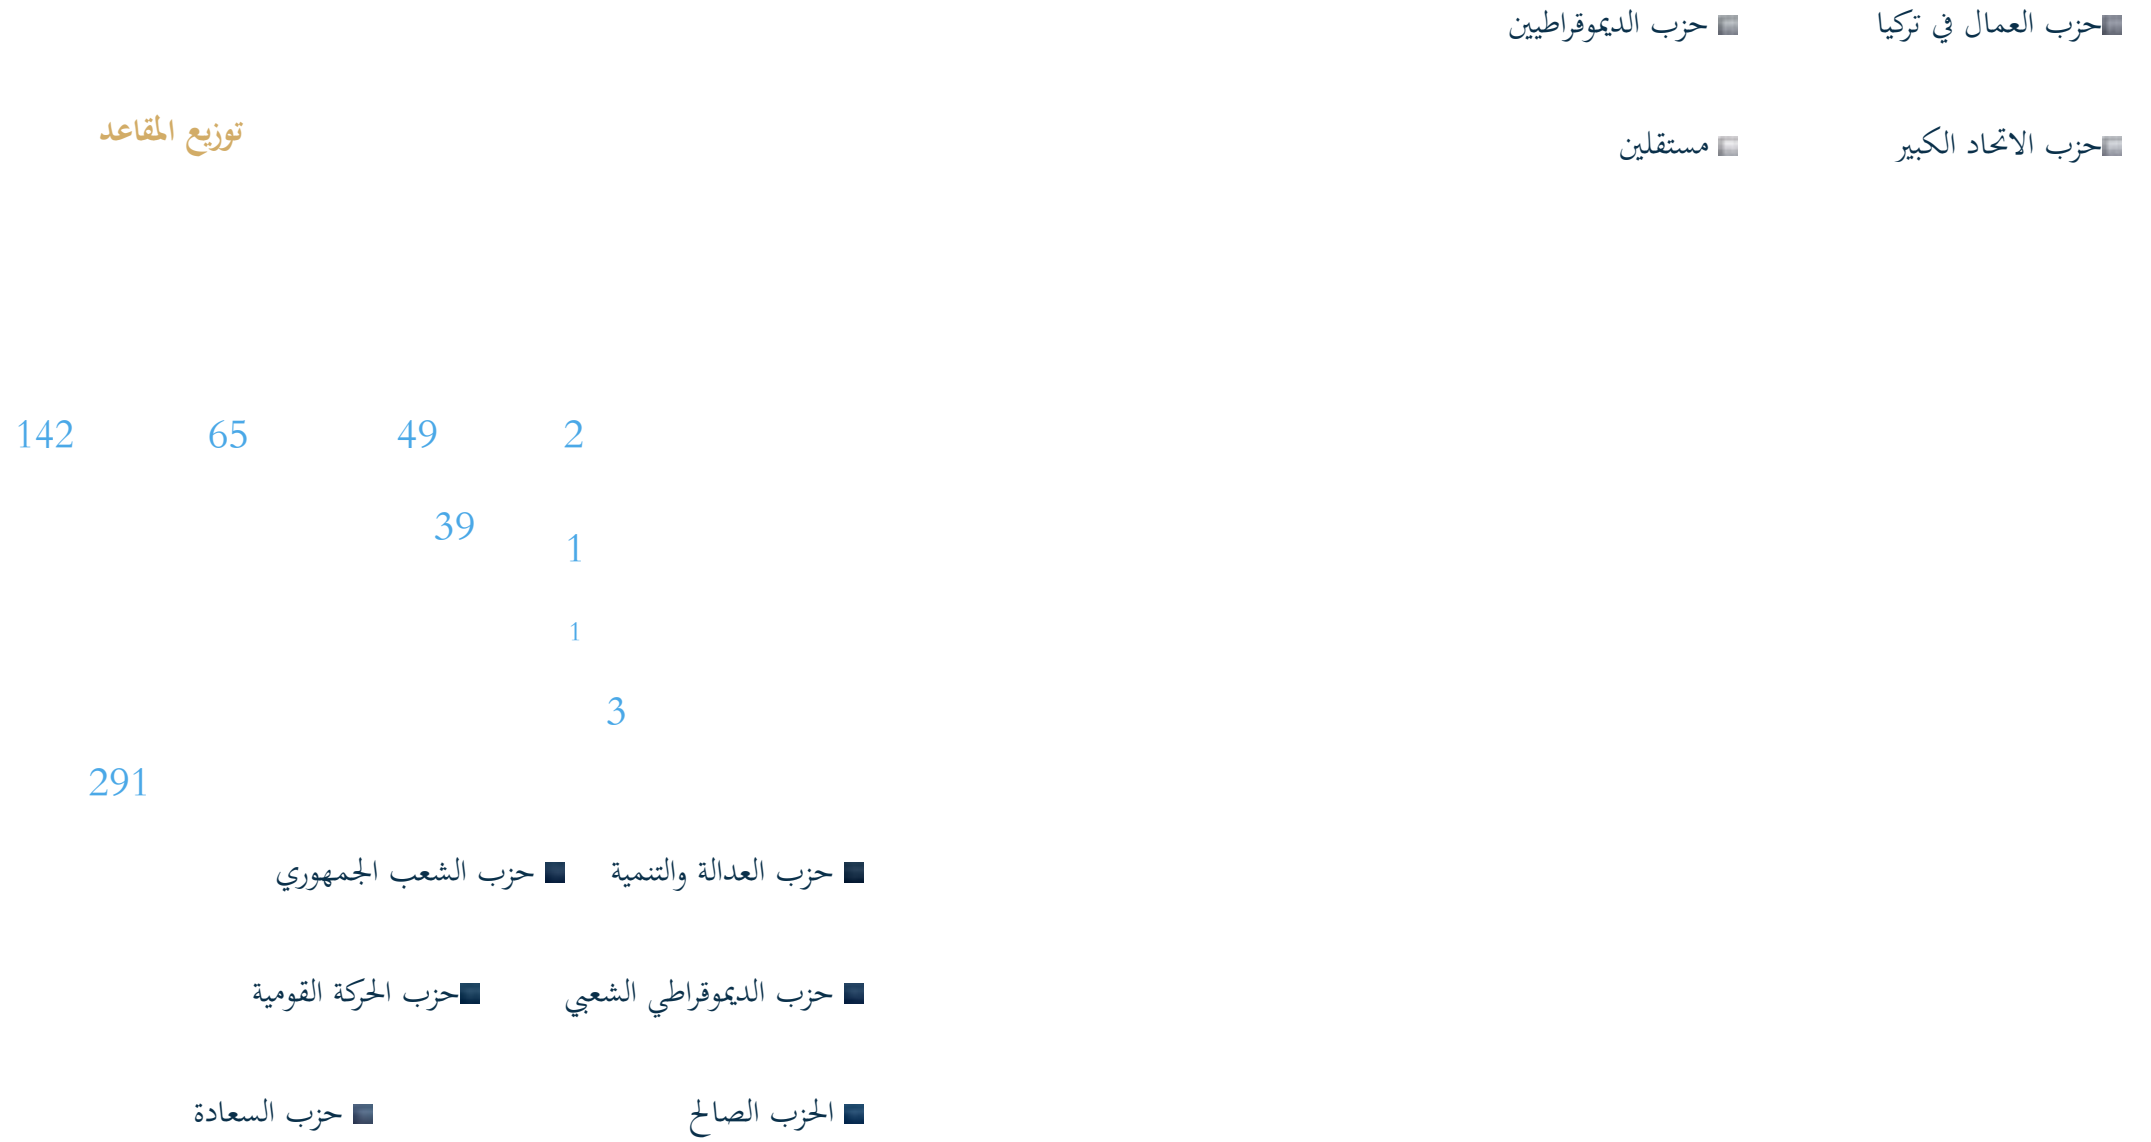 حزب العمال في تركيا
حزب الديموقراطيين
توزيع المقاعد
حزب الاتحاد الكبير
مستقلين
142
65
49
2
39
1
1
3
291
حزب العدالة والتنمية
حزب الشعب الجمهوري
حزب الديموقراطي الشعبي
حزب الحركة القومية
الحزب الصالح
حزب السعادة